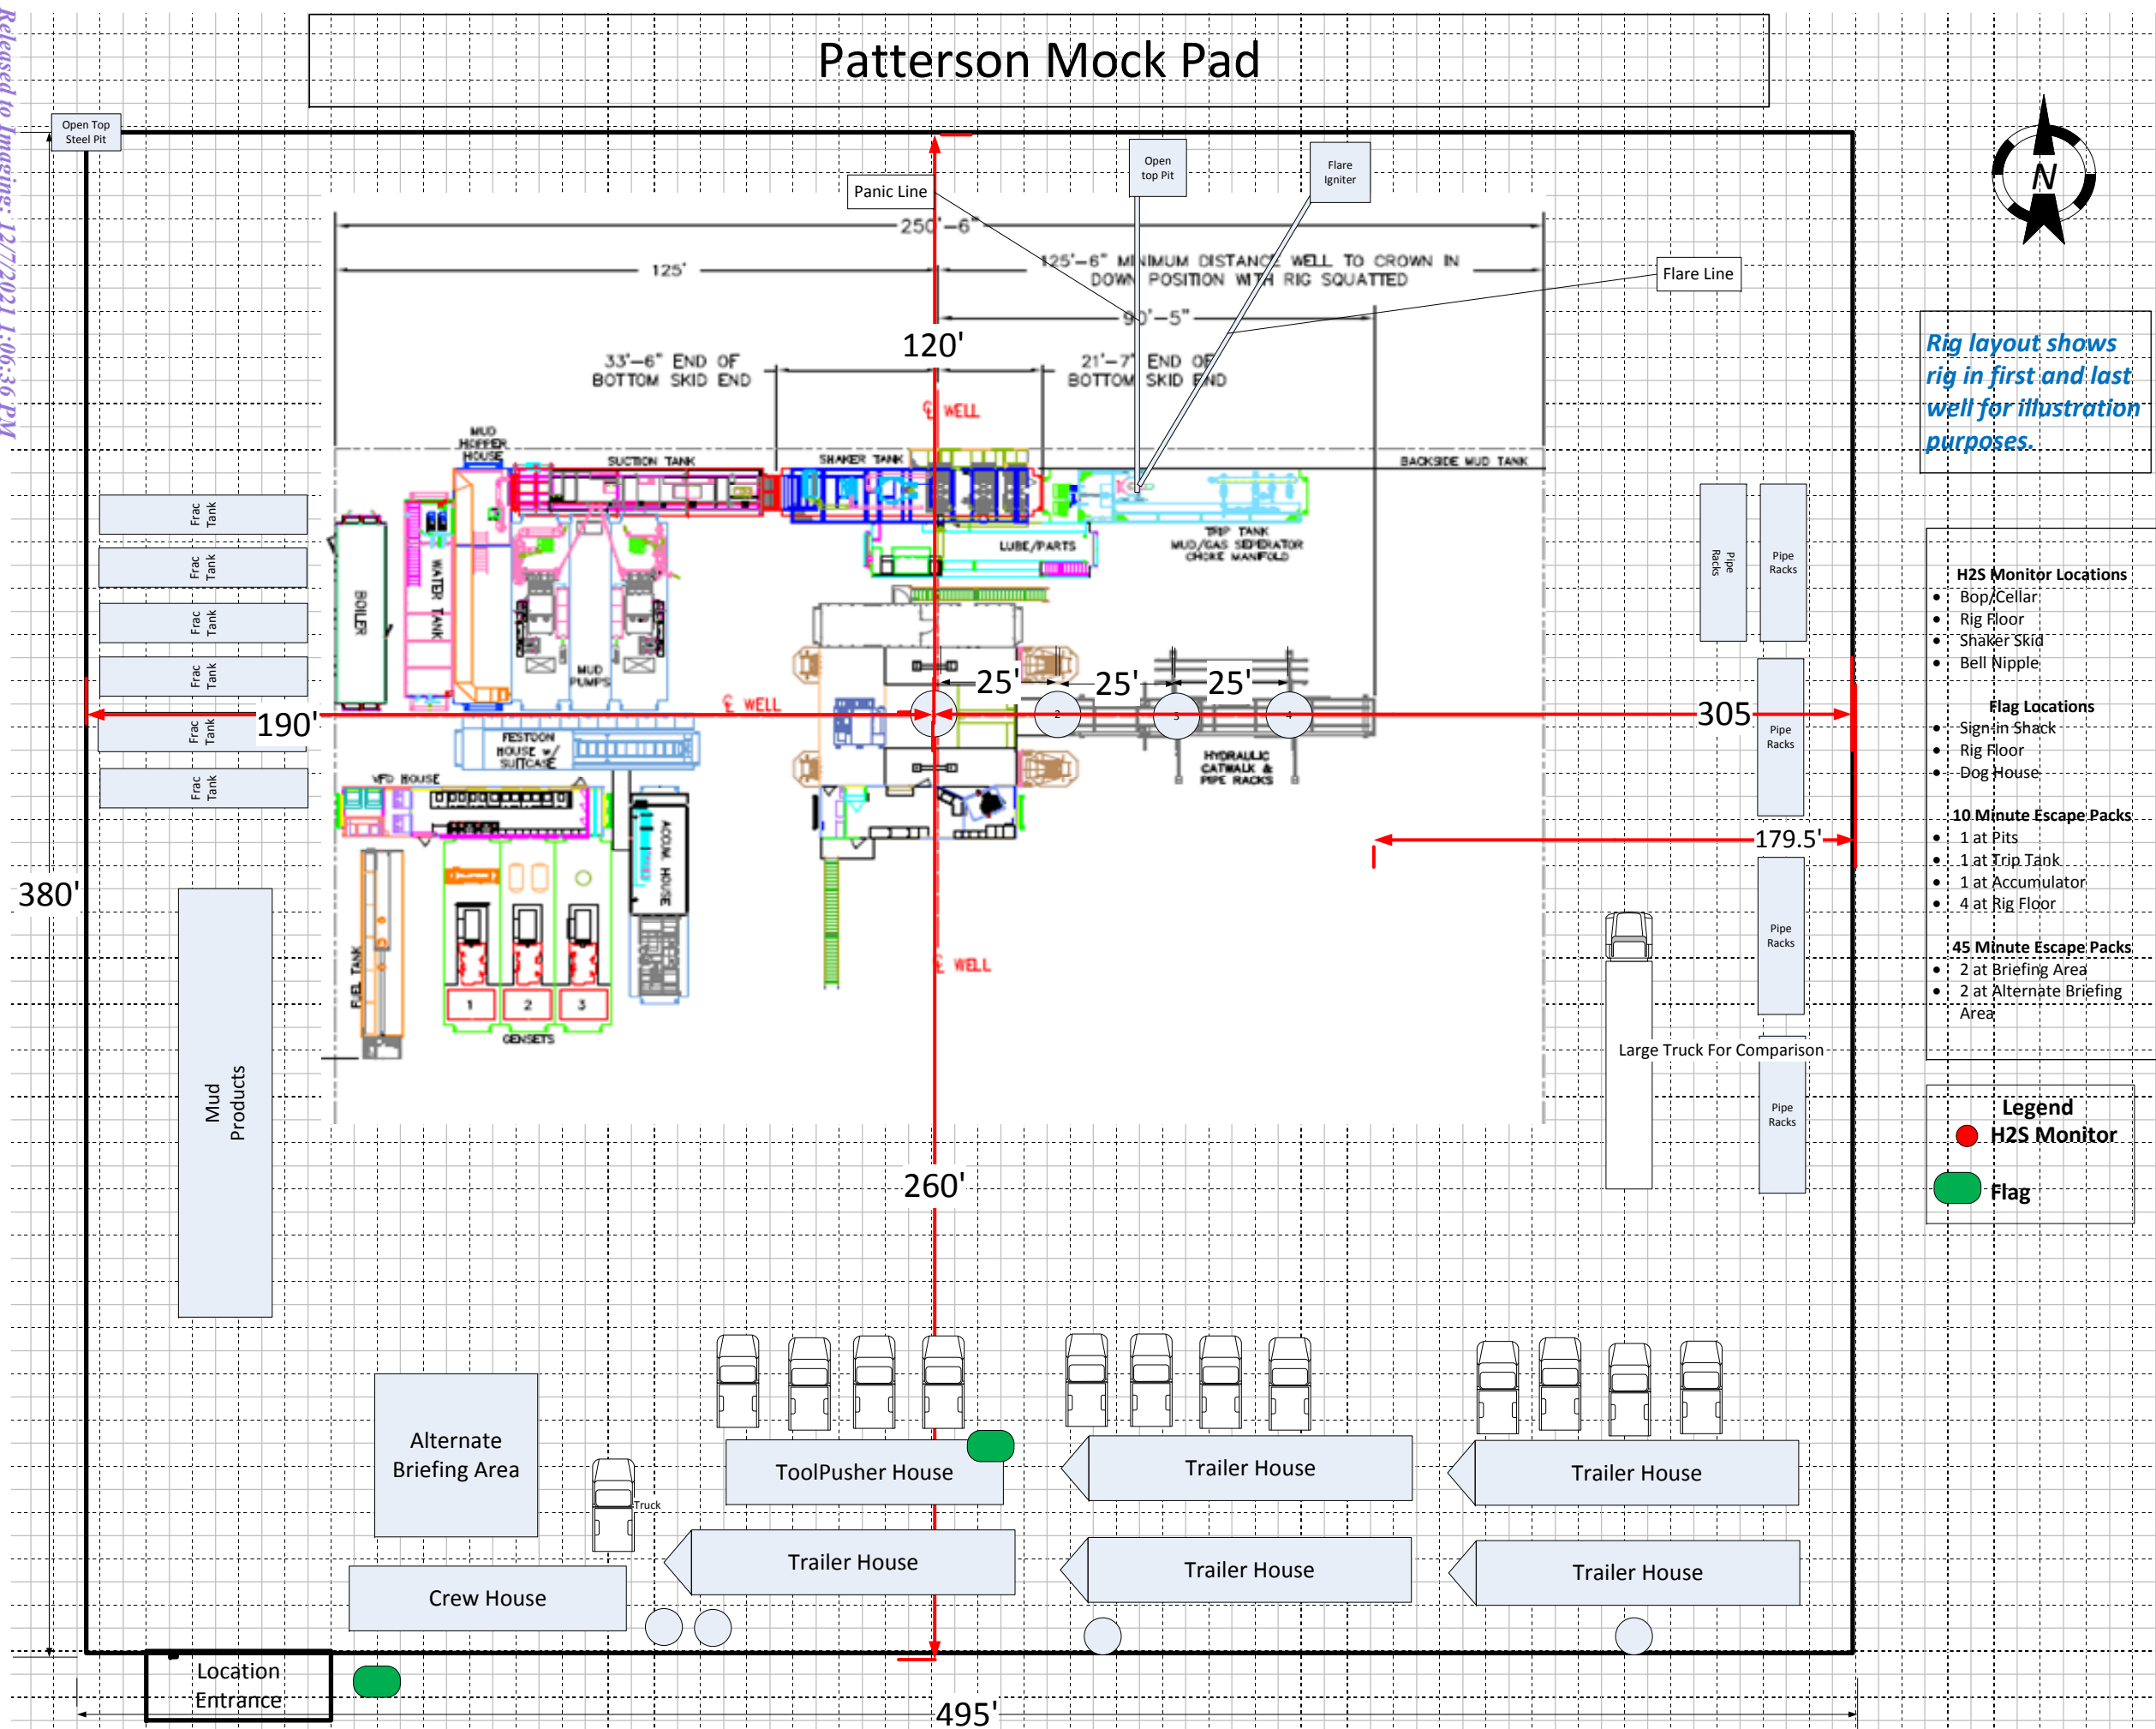 Released to Imaging: 12/7/2021 1:06:36 PM
Patterson Mock Pad
Open Top
Steel Pit
Open
top Pit
Flare
Igniter
Panic Line
N
250'-6"
125'
125'-6" MINIMUM DISTANCE WELL TO CROWN IN
DOWN POSITION WITH RIG SQUATTED
Flare Line
90'-5"
120'
33'-6" END OF
BOTTOM SKID END
21'-7" END OF
BOTTOM SKID END
Rig layout shows
rig in first and last
well for illustration
purposes.
℄ WELL
MUD
HOPPER
HOUSE
SUCTION TANK
SHAKER TANK
BACKSIDE MUD TANK
Frac
Tank
Frac
Tank
Frac
Tank
Frac
Tank
Frac
Tank
Frac
Tank
BOILER
WATER TANK
MUD
PUMPS
LUBE/PARTS
TRIP TANK
MUD/GAS SEPERATOR
CHOKE MANIFOLD
Pipe
Racks
Pipe
Racks
Pipe
Racks
Pipe
Racks
Pipe
Racks
25'
25'
25'
190'
℄ WELL
2
3
4
305
FESTOON
HOUSE w/
SUITCASE
HYDRAULIC
CATWALK &
PIPE RACKS
VFD HOUSE
ACCUM. HOUSE
179.5'
380'
FUEL TANK
1
2
3
GENSETS
℄ WELL
Large Truck For Comparison
Mud
Products
260'
H2S Monitor Locations
• Bop/Cellar
• Rig Floor
• Shaker Skid
• Bell Nipple
Flag Locations
• Sign-in Shack
• Rig Floor
• Dog House
10 Minute Escape Packs
• 1 at Pits
• 1 at Trip Tank
• 1 at Accumulator
• 4 at Rig Floor
45 Minute Escape Packs
• 2 at Briefing Area
• 2 at Alternate Briefing
Area
Legend
H2S Monitor
Flag
Alternate
Briefing Area
Truck
ToolPusher House
Trailer House
Trailer House
Crew House
Trailer House
Trailer House
Trailer House
Location
Entrance
495'